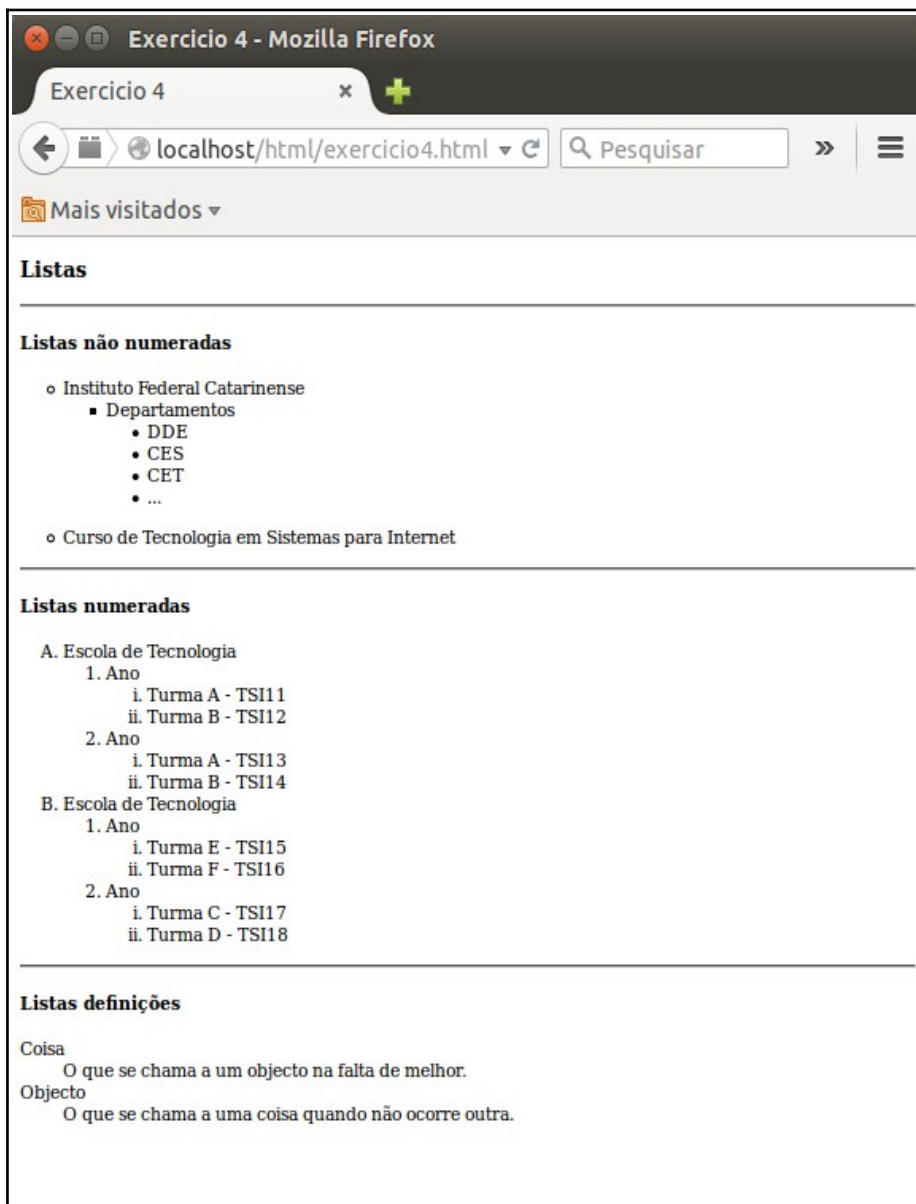 Exercicio 4 - Mozilla Firefox
Exercicio 4
localhost/html/exercicio4.html
Pesquisar
Mais visitados
Listas
Listas não numeradas
Instituto Federal Catarinense
Departamentos
DDE
CES
CET
...
Curso de Tecnologia em Sistemas para Internet
Listas numeradas
A. Escola de Tecnologia
1. Ano
i. Turma A - TSI11
ii. Turma B - TSI12
2. Ano
i. Turma A - TSI13
ii. Turma B - TSI14
B. Escola de Tecnologia
1. Ano
i. Turma E - TSI15
ii. Turma F - TSI16
2. Ano
i. Turma C - TSI17
ii. Turma D - TSI18
Listas definições
Coisa
O que se chama a um objecto na falta de melhor.
Objecto
O que se chama a uma coisa quando não ocorre outra.